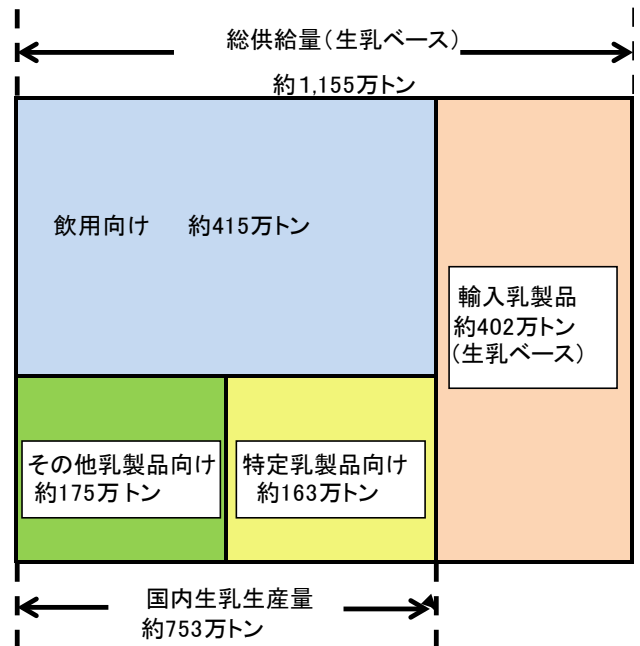 総供給量(生乳ベース)
約1,155万トン
飲用向け 約415万トン
輸入乳製品
約402万トン
(生乳ベース)
その他乳製品向け
約175万トン
特定乳製品向け
約163万トン
国内生乳生産量
約753万トン